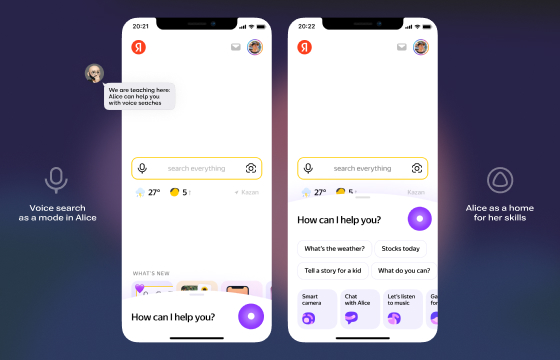 20:21
Я
We are teaching here:
Alice can help you
with voice seaches
search everything
27° 5 Kazan
WHAT'S NEW
How can I help you?
Voice search
as a mode in Alice
20:22
Я
search everything
27° 5 Kazan
How can I help you?
What's the weather?
Stocks today
Tell a story for a kid
What do you can?
Smart
camera
Chat
with Alice
Let's listen
to music
Alice as a home
for her skills